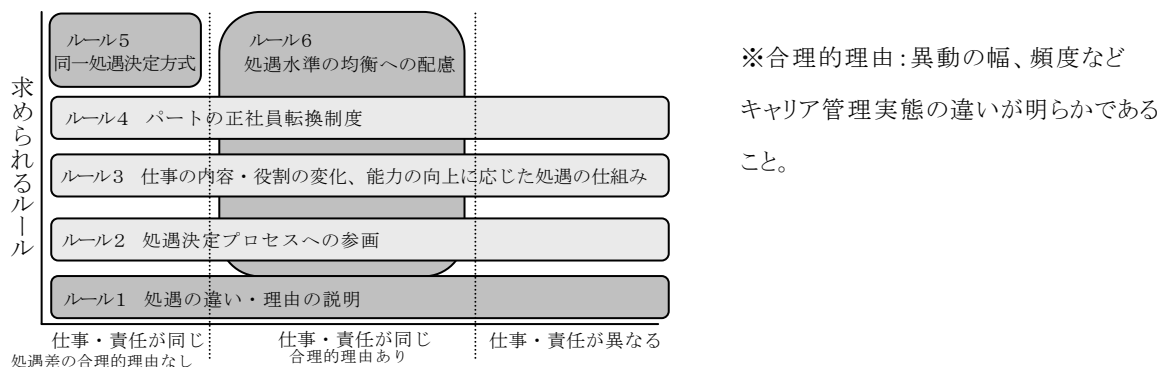 求められるルール
ルール５
同一処遇決定方式
ルール６
処遇水準の均衡への配慮
ルール４　パートの正社員転換制度
ルール３　仕事の内容・役割の変化、能力の向上に応じた処遇の仕組み
ルール２　処遇決定プロセスへの参画
ルール１　処遇の違い・理由の説明
仕事・責任が同じ
処遇差の合理的理由なし
仕事・責任が同じ
合理的理由あり
仕事・責任が異なる
※合理的理由：異動の幅、頻度など
キャリア管理実態の違いが明らかである
こと。